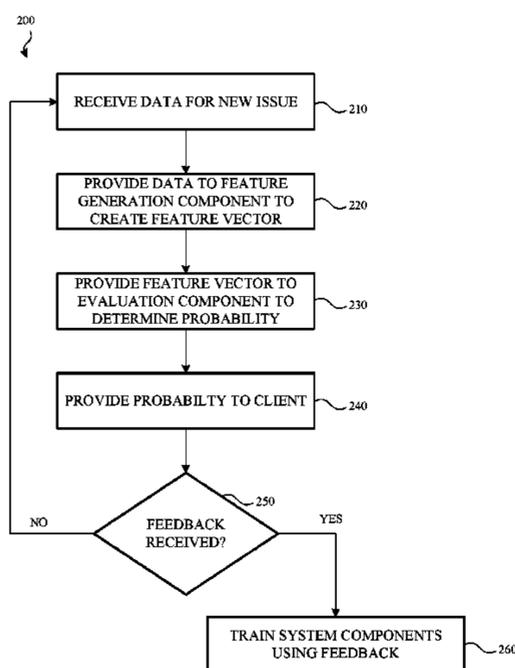 200
RECEIVE DATA FOR NEW ISSUE
210
PROVIDE DATA TO FEATURE
GENERATION COMPONENT TO
CREATE FEATURE VECTOR
220
PROVIDE FEATURE VECTOR TO
EVALUATION COMPONENT TO
DETERMINE PROBABILITY
230
PROVIDE PROBABILTY TO CLIENT
240
250
FEEDBACK
RECEIVED?
NO
YES
TRAIN SYSTEM COMPONENTS
USING FEEDBACK
260